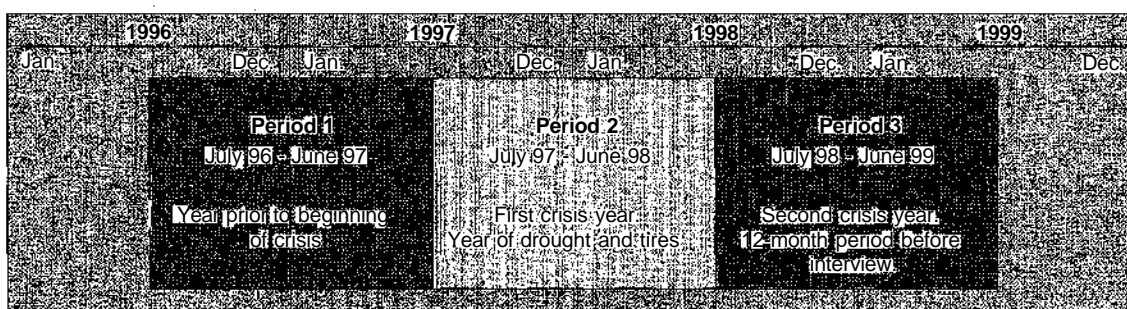 1996 1997 1998 1999
Jan. Dec. Jan. Dec. Jan. Dec. Jan. Dec.
Period 1 Period 2 Period 3
July 96 - June 97 July 97 - June 98 July 98 - June 99
Year prior to beginning First crisis year. Second crisis year.
of crisis Year of drought and tires 12-month period before
interview.